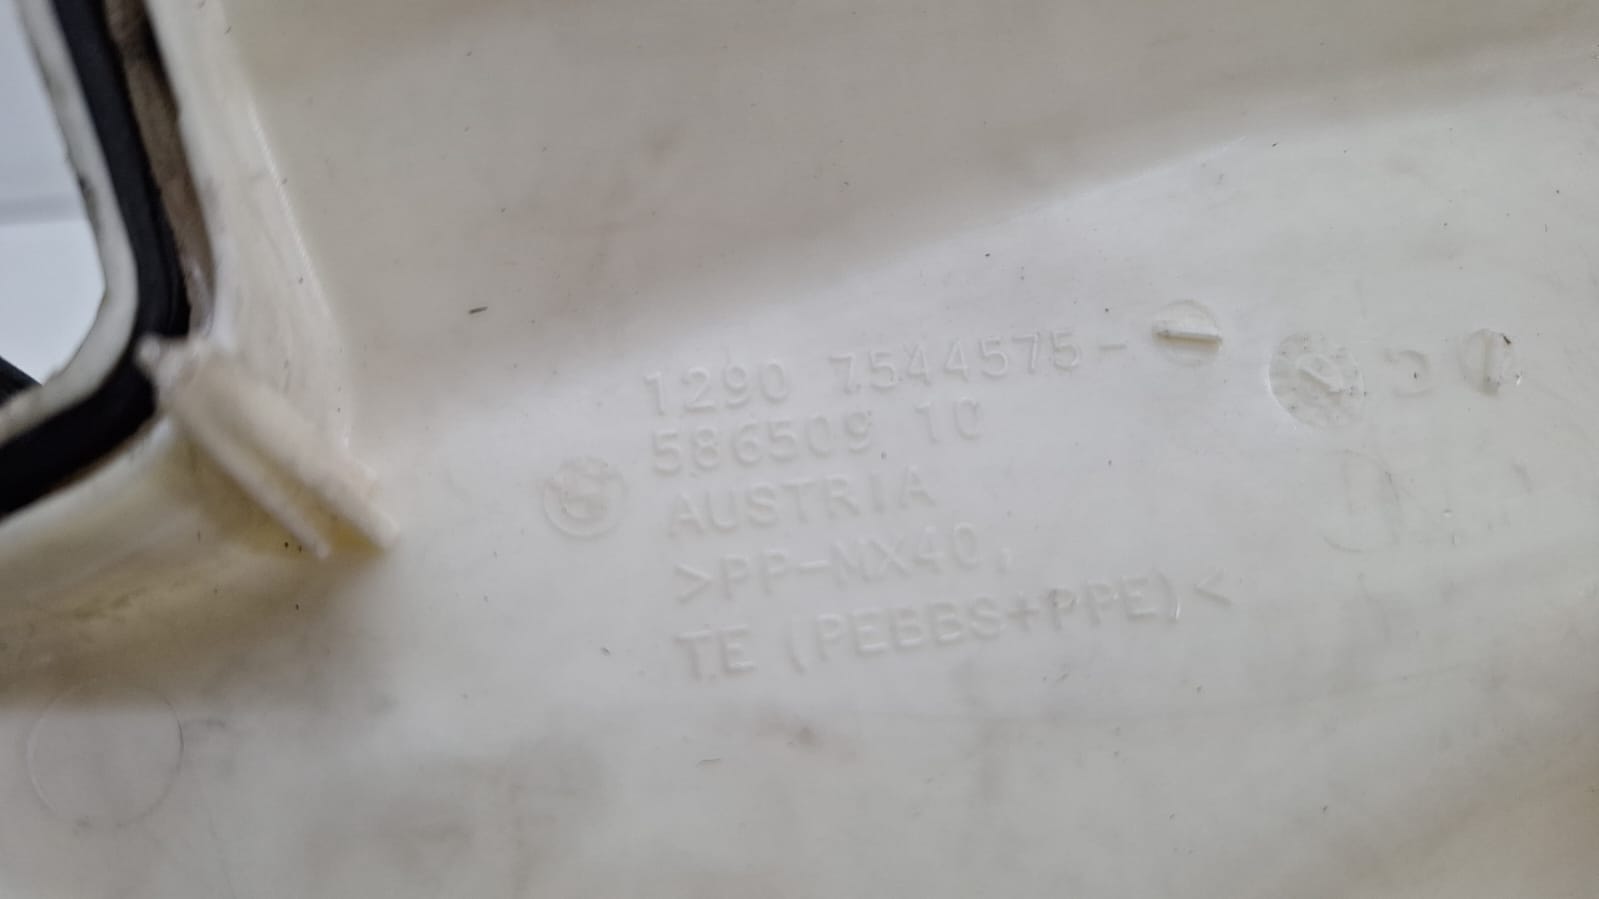 1290 7544575-
586509 10
AUSTRIA
>PP-MX40,
TE (PEBBS+PPE)<